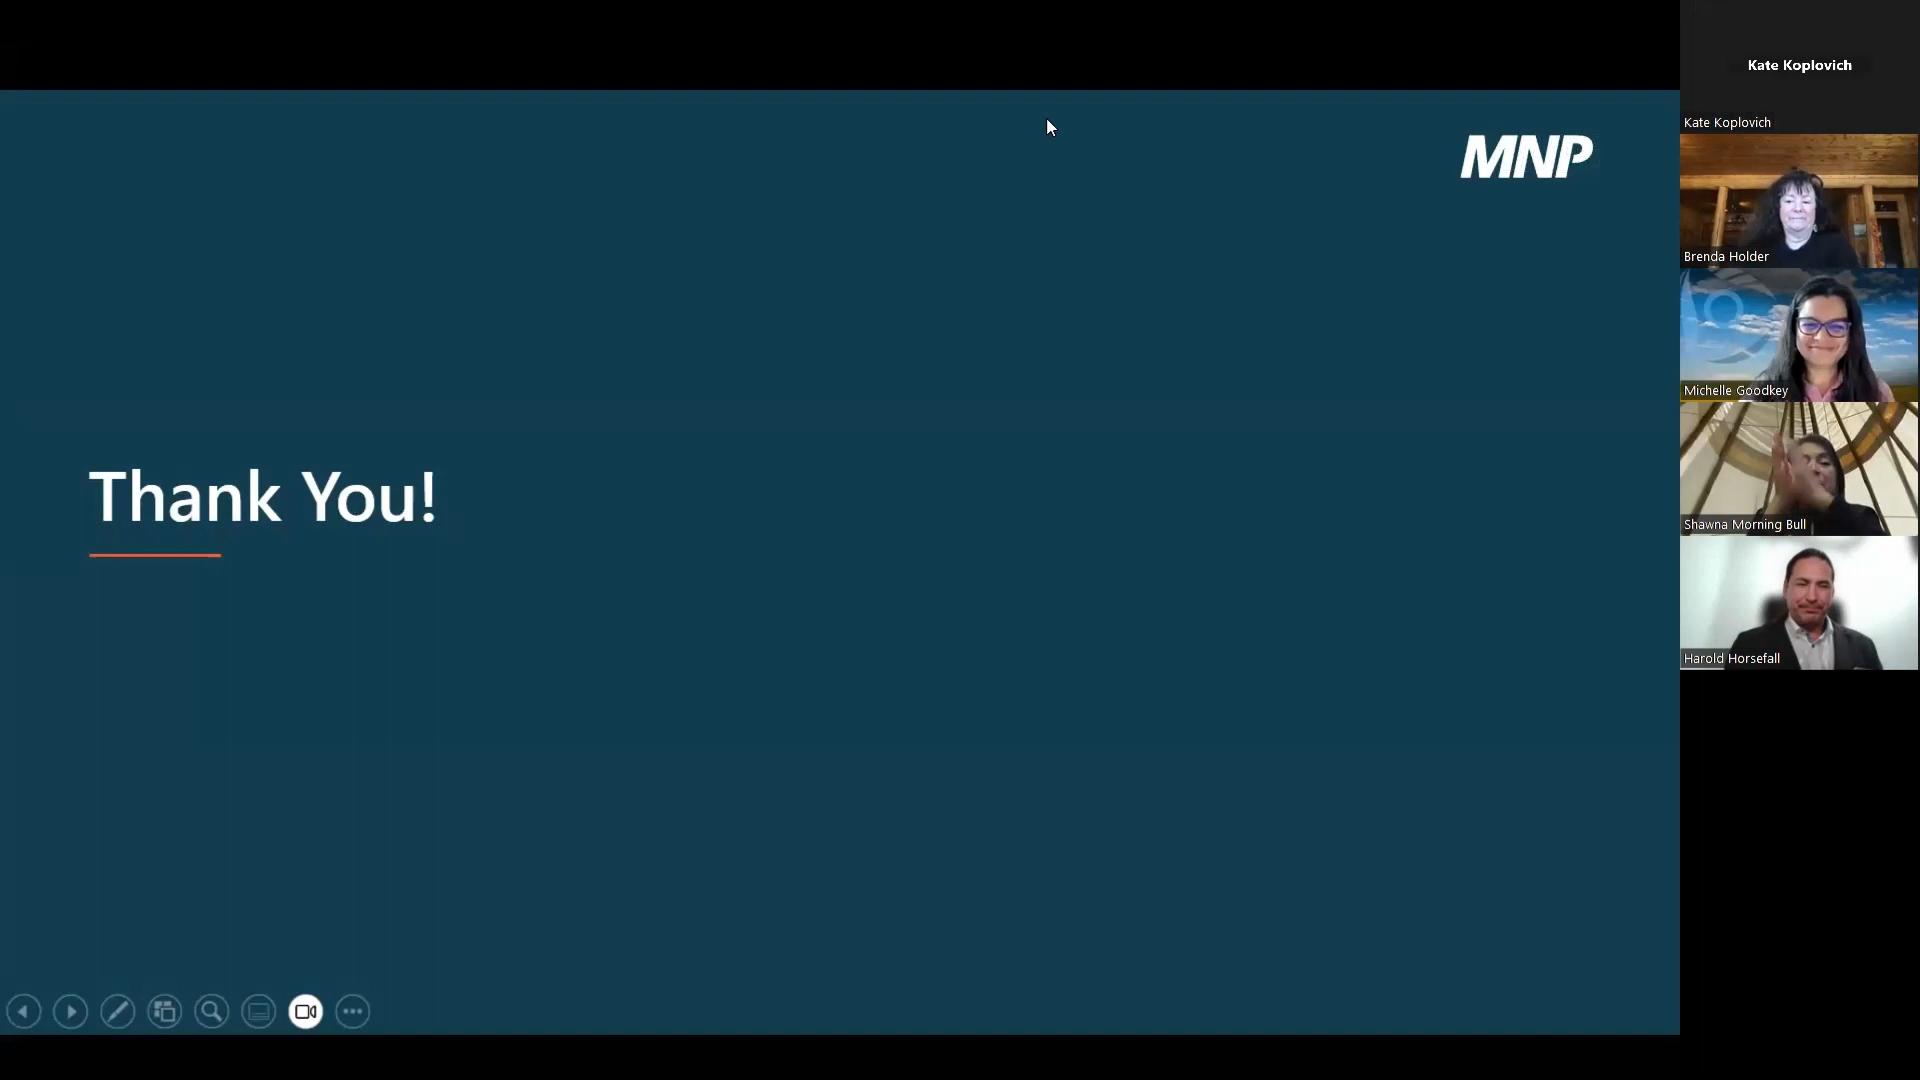 MNP
Thank You!
Kate Koplovich
Kate Koplovich
Brenda Holder
Michelle Goodkey
Shawna Morning Bull
Harold Horsefall